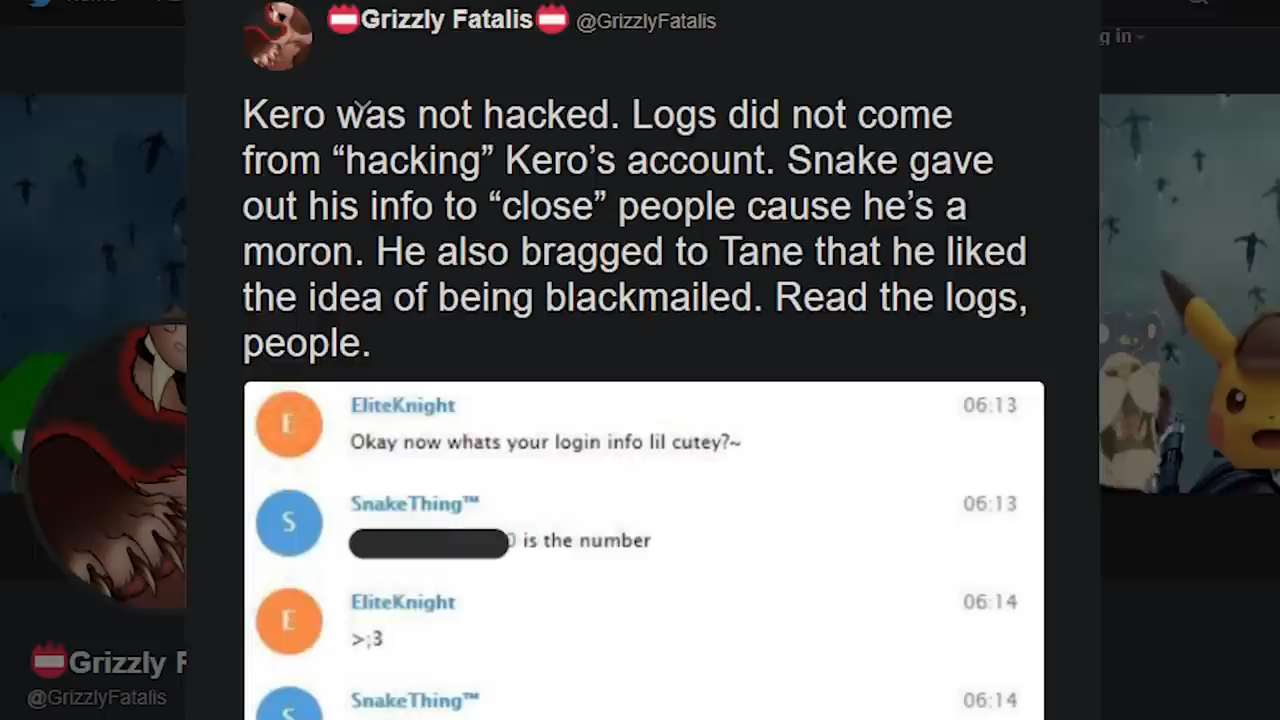 Grizzly Fatalis @GrizzlyFatalis
g in
Kero was not hacked. Logs did not come
from “hacking” Kero’s account. Snake gave
out his info to “close” people cause he’s a
moron. He also bragged to Tane that he liked
the idea of being blackmailed. Read the logs,
people.
E EliteKnight 06:13
Okay now whats your login info lil cutey?~
S SnakeThing™ 06:13
is the number
E EliteKnight 06:14
>;3
S SnakeThing™ 06:14
Grizzly F
@GrizzlyFatalis